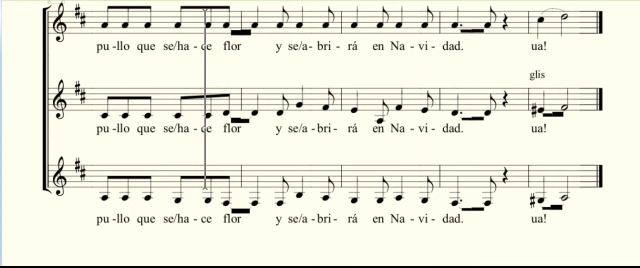 pu - llo que se/ha - ce flor y se/a - bri - rá en Na - vi - dad. ua!
glis
pu - llo que se/ha - ce flor y se/a - bri - rá en Na - vi - dad. ua!
pu - llo que se/ha - ce flor y se/a - bri - rá en Na - vi - dad. ua!